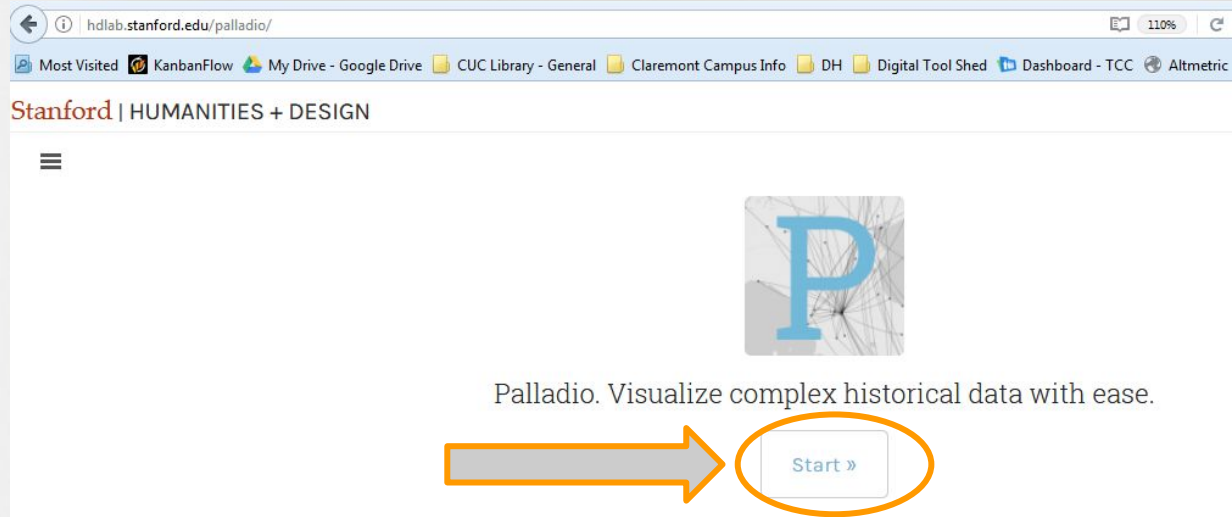 hdlab.stanford.edu/palladio/ 110%
Most Visited KanbanFlow My Drive - Google Drive CUC Library - General Claremont Campus Info DH Digital Tool Shed Dashboard - TCC Altmetric
Stanford | HUMANITIES + DESIGN
P
Palladio. Visualize complex historical data with ease.
Start »